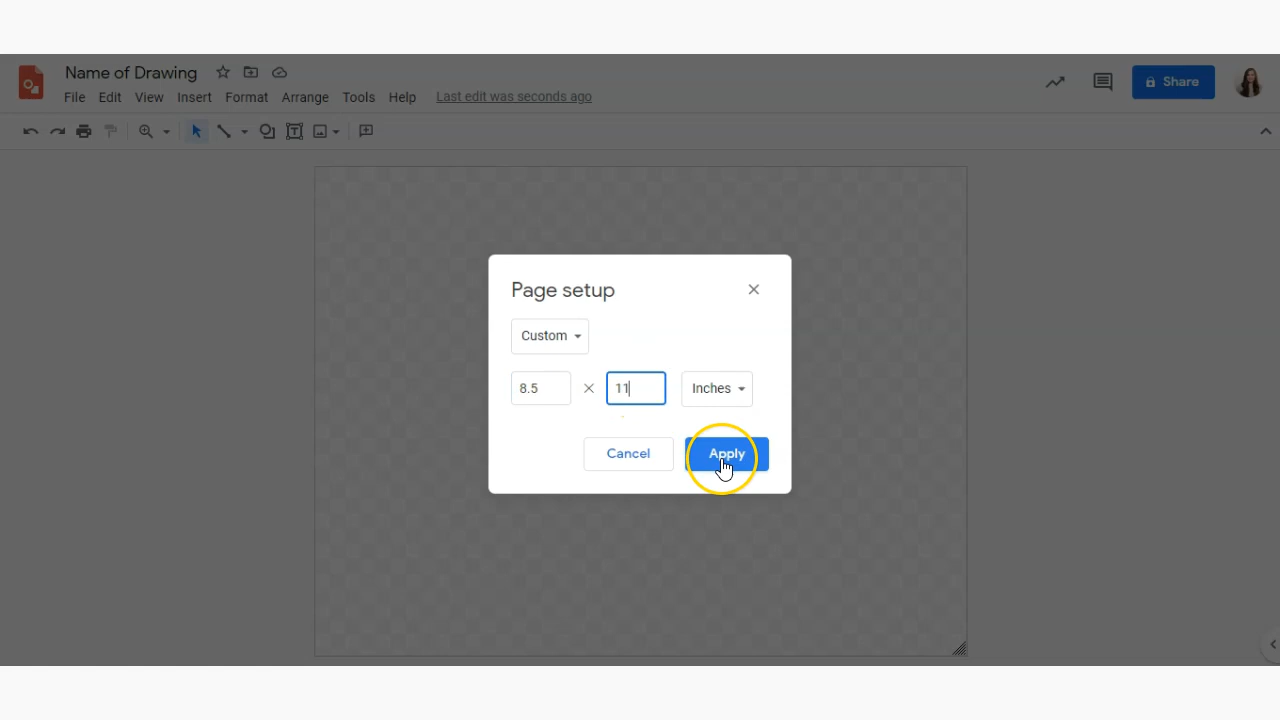 Name of Drawing
File Edit View Insert Format Arrange Tools Help Last edit was seconds ago
Share
Page setup
Custom
8.5 × 11 Inches
Cancel Apply